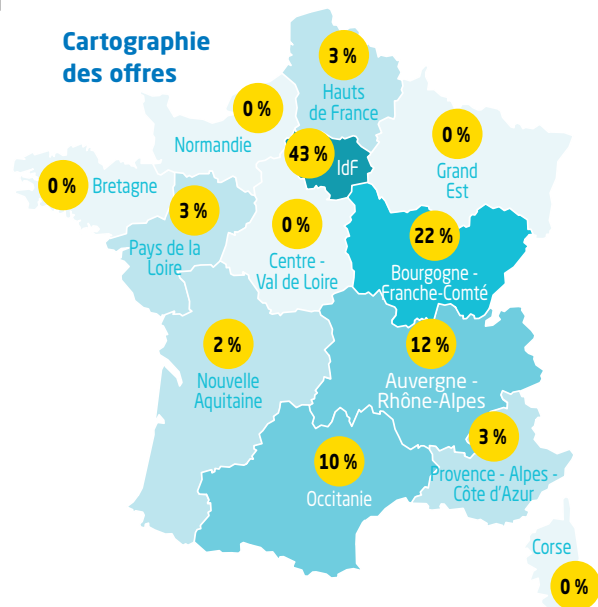 Cartographie
des offres
3 %
Hauts
de France
0 %
Normandie
43 %
IdF
0 %
Grand
Est
0 %
Bretagne
3 %
Pays de la
Loire
0 %
Centre -
Val de Loire
22 %
Bourgogne -
Franche-Comté
2 %
Nouvelle
Aquitaine
12 %
Auvergne -
Rhône-Alpes
10 %
Occitanie
3 %
Provence - Alpes -
Côte d'Azur
Corse
0 %